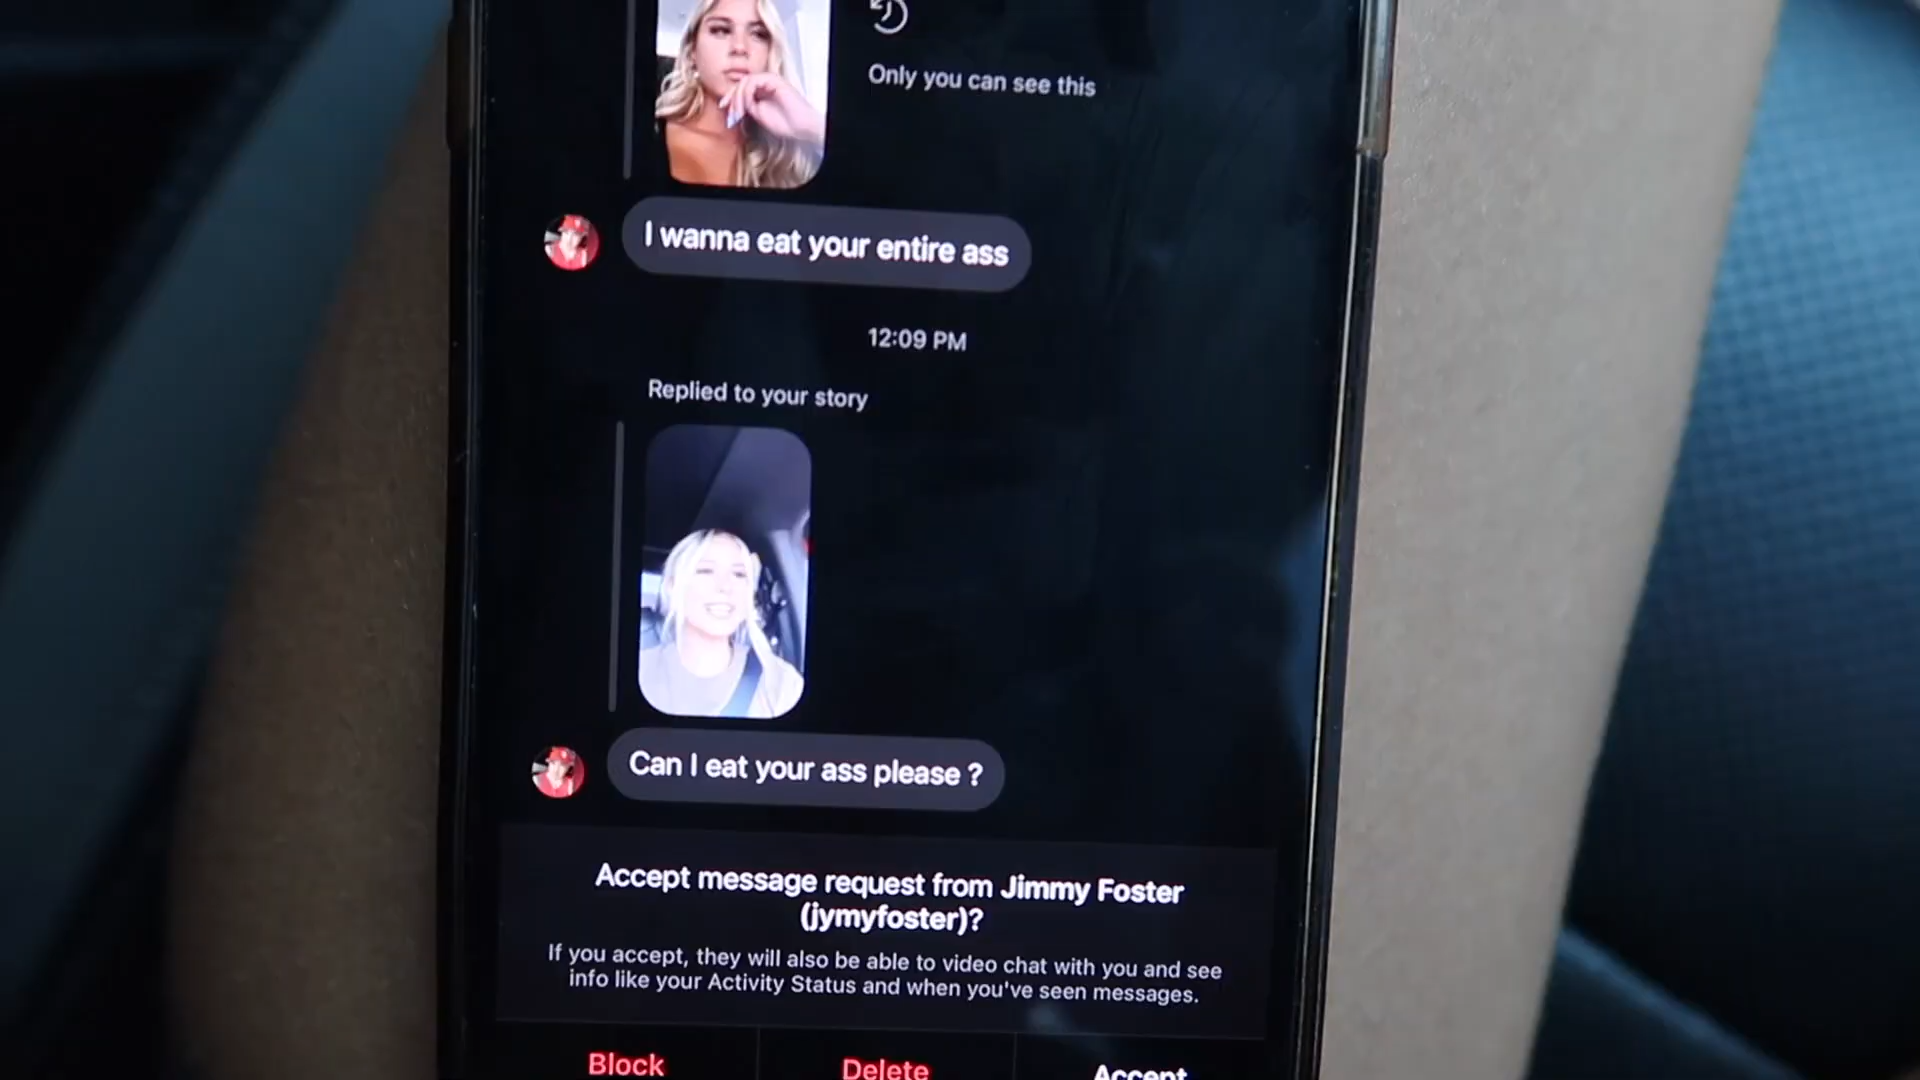 Only you can see this
I wanna eat your entire ass
12:09 PM
Replied to your story
Can I eat your ass please ?
Accept message request from Jimmy Foster
(jymyfoster)?
If you accept, they will also be able to video chat with you and see
info like your Activity Status and when you've seen messages.
Block
Delete
Accept